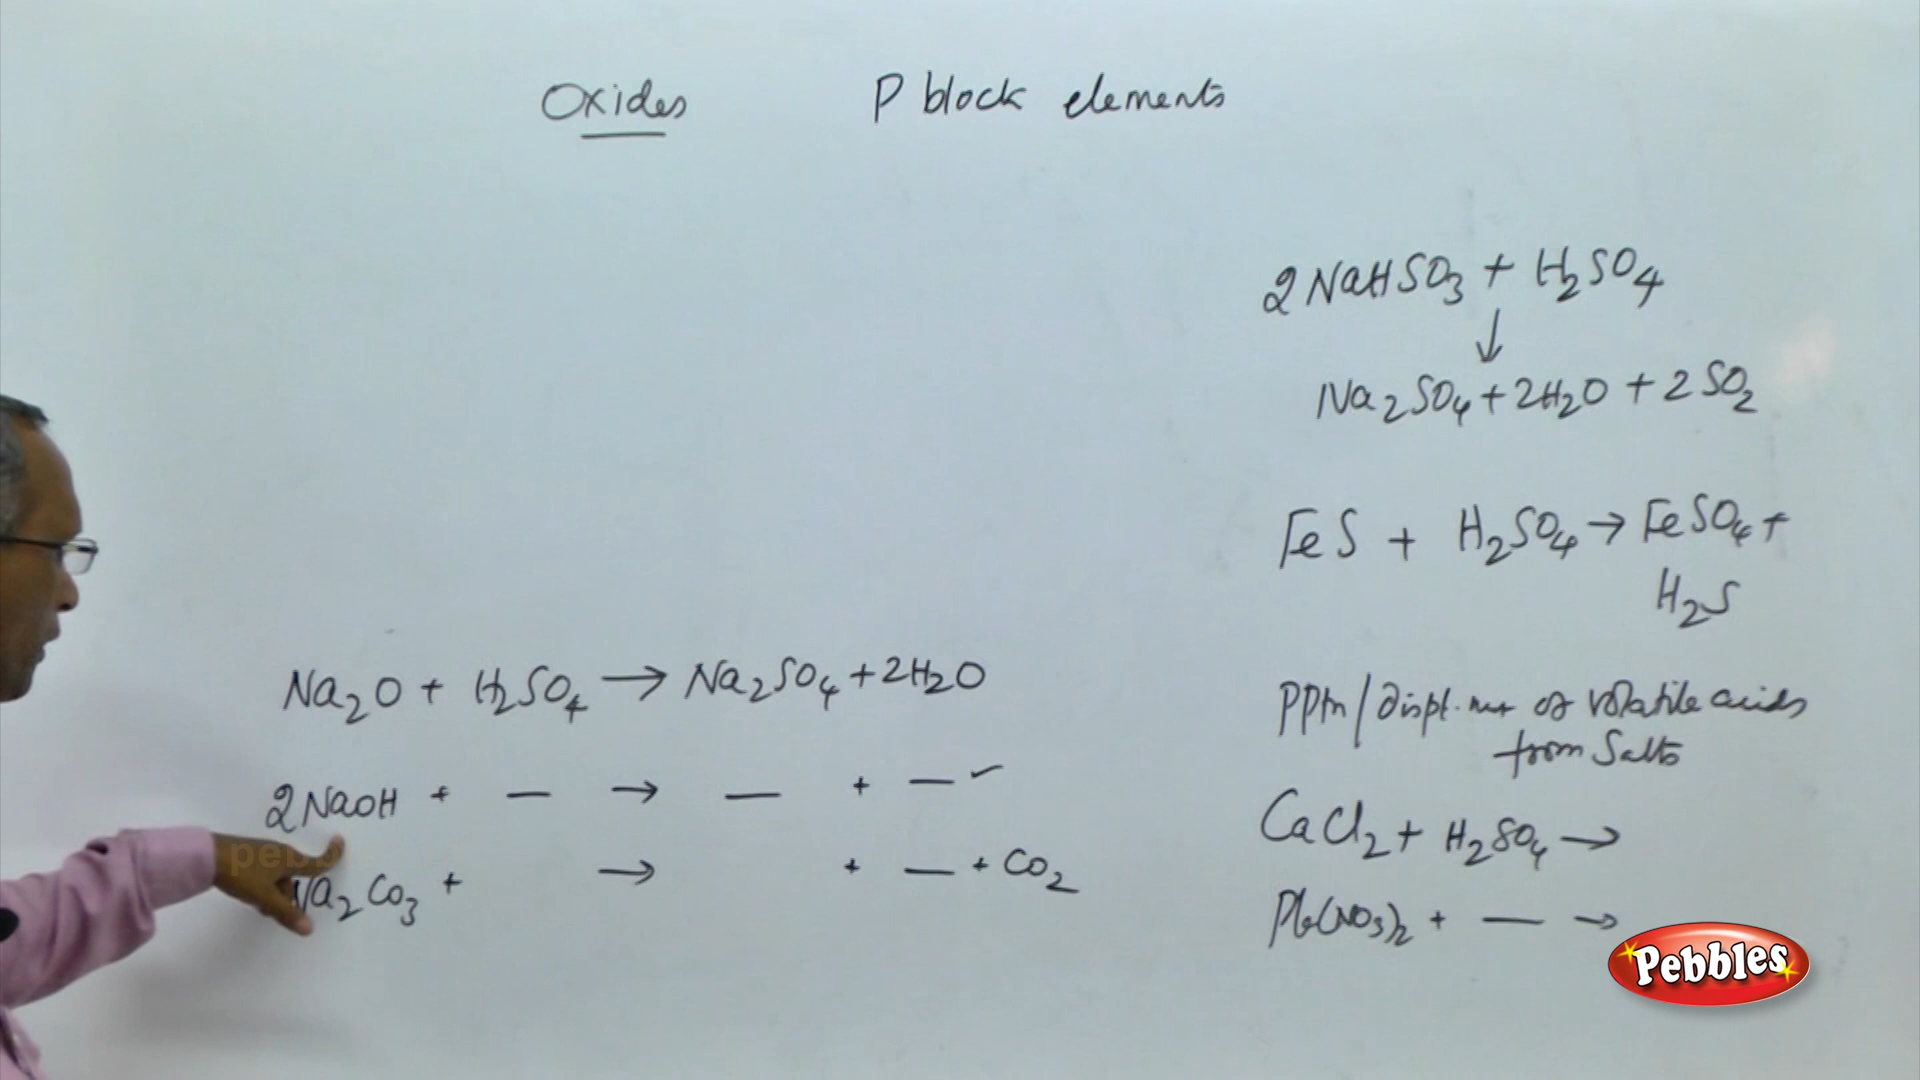 Oxides P block elements
2NaHSO3 + H2SO4
↓
Na2SO4 + 2H2O + 2SO2
FeS + H2SO4 → FeSO4 +
H2S
Na2O + H2SO4 → Na2SO4 + 2H2O
2NaOH + — → — + — ✓
Na2CO3 + → + — + CO2
PPtn / displ. of volatile acids
from Salts
CaCl2 + H2SO4 →
Pb(NO3)2 + — →
Pebbles